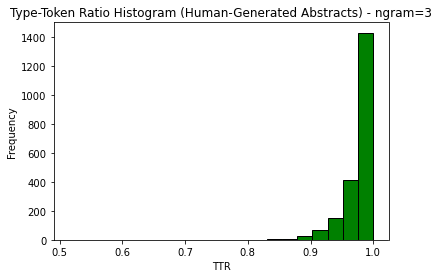 Type-Token Ratio Histogram (Human-Generated Abstracts) - ngram=3
1400
1200
1000
800
600
400
200
0
Frequency
0.5 0.6 0.7 0.8 0.9 1.0
TTR